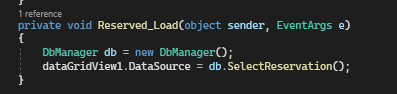 }
1 reference
private void Reserved_Load(object sender, EventArgs e)
{
DbManager db = new DbManager();
dataGridView1.DataSource = db.SelectReservation();
}